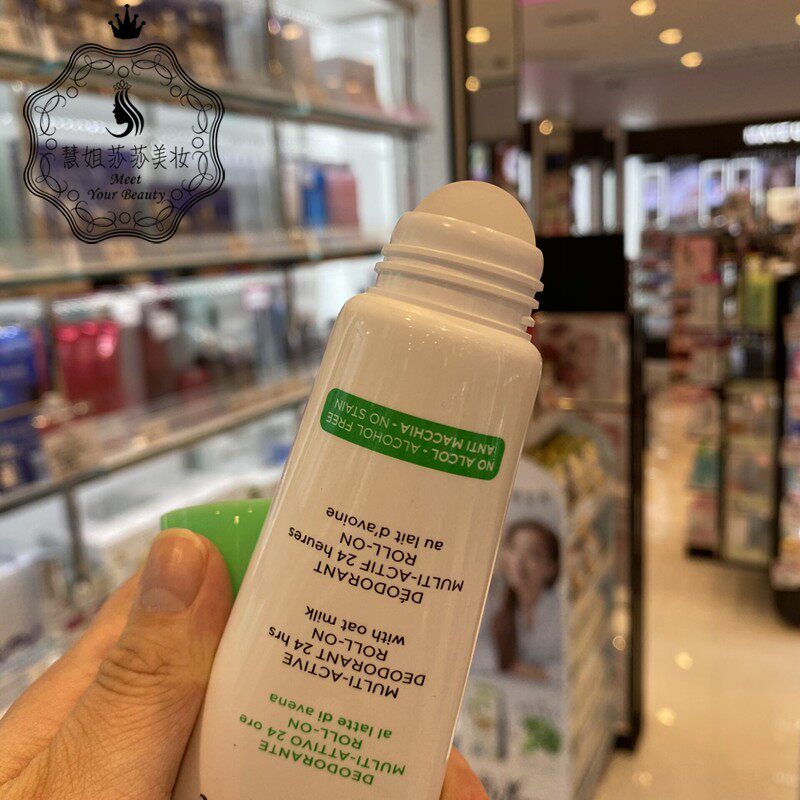 慧姐莎莎美妆
Meet
Your Beauty
DEODORANTE
MULTI-ATTIVO 24 ore
ROLL-ON
al latte di avena
MULTI-ACTIVE
DEODORANT 24 hrs
ROLL-ON
with oat milk
DÉODORANT
MULTI-ACTIF 24 heures
ROLL-ON
au lait d'avoine
NO ALCOL - ALCOHOL FREE
ANTI MACCHIA - NO STAIN